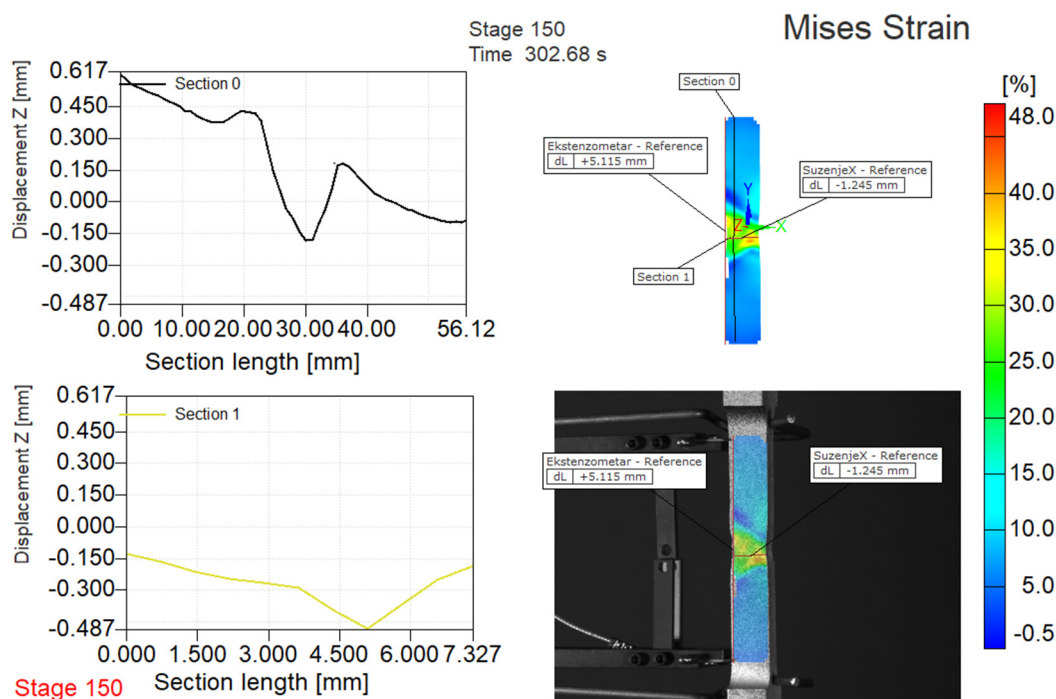 Stage 150
Time 302.68 s
Mises Strain
Displacement Z [mm]
0.617
0.450
0.300
0.150
0.000
-0.150
-0.300
-0.487
Section 0
0.00 10.00 20.00 30.00 40.00 56.12
Section length [mm]
Section 0
Ekstenzometar - Reference
dL +5.115 mm
SuzenjeX - Reference
dL -1.245 mm
Y
Z
X
Section 1
[%]
48.0
40.0
35.0
30.0
25.0
20.0
15.0
10.0
5.0
-0.5
Displacement Z [mm]
0.617
0.450
0.300
0.150
0.000
-0.150
-0.300
-0.487
Section 1
0.000 1.500 3.000 4.500 6.000 7.327
Section length [mm]
Stage 150
Ekstenzometar - Reference
dL +5.115 mm
SuzenjeX - Reference
dL -1.245 mm